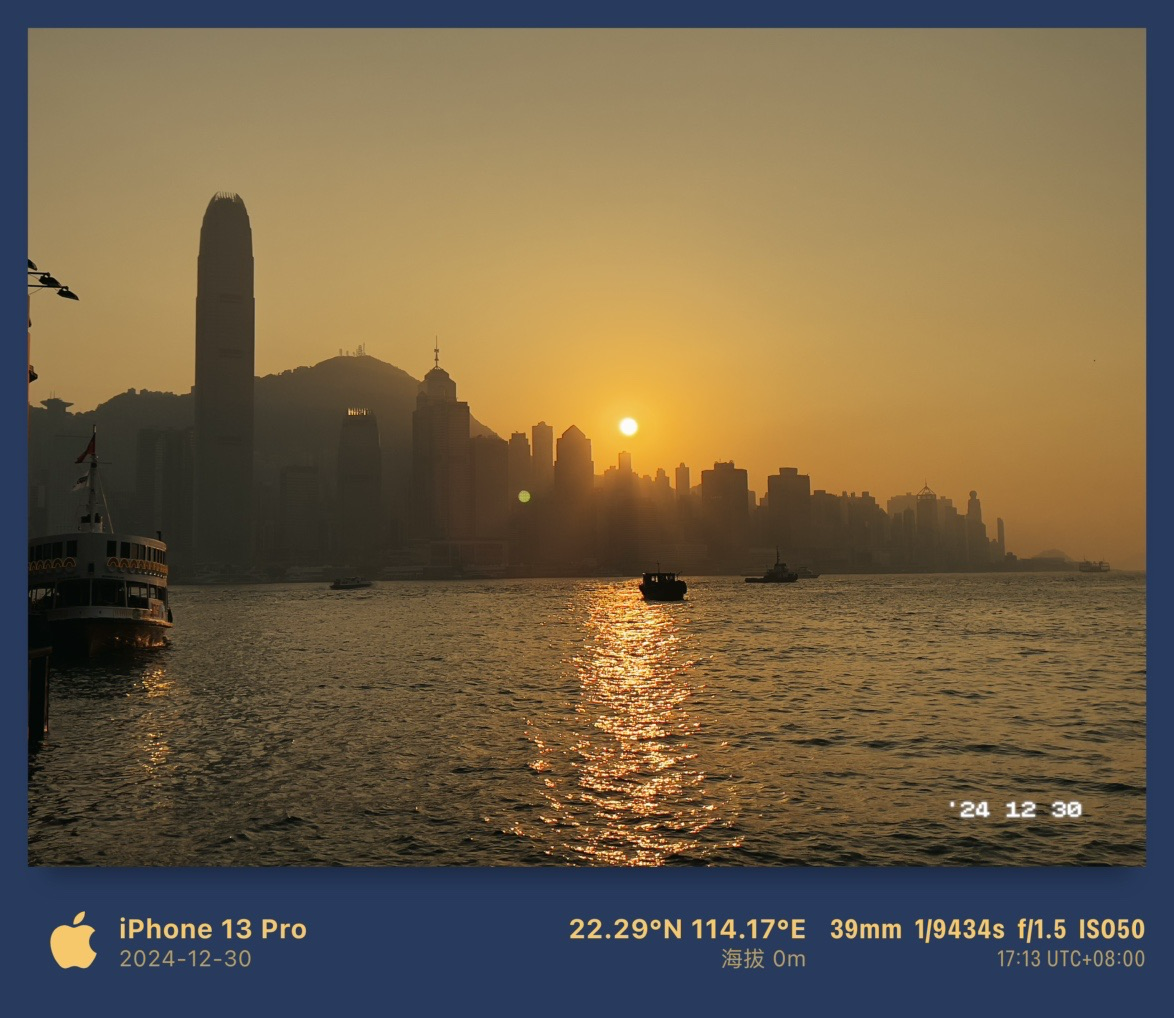 '24 12 30
iPhone 13 Pro
2024-12-30
22.29°N 114.17°E
海拔 0m
39mm 1/9434s f/1.5 ISO50
17:13 UTC+08:00